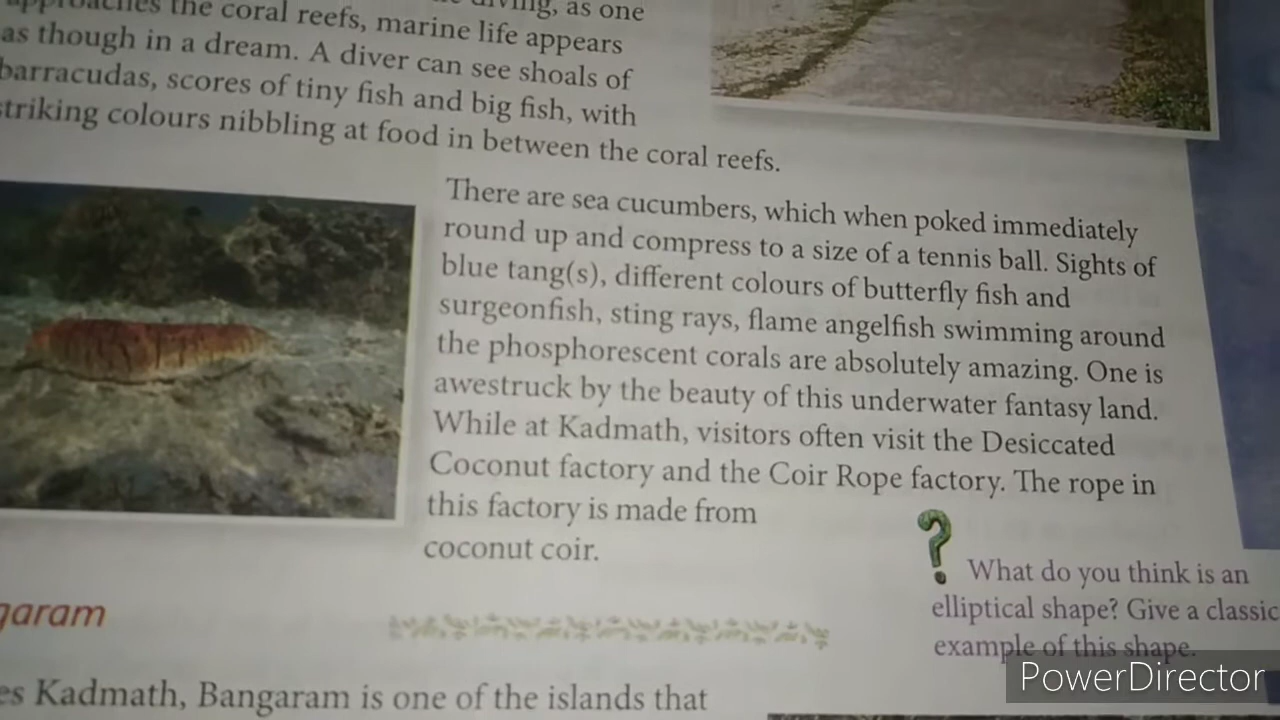 approaches the coral reefs, marine life appears
diving, as one
as though in a dream. A diver can see shoals of
barracudas, scores of tiny fish and big fish, with
striking colours nibbling at food in between the coral reefs.
There are sea cucumbers, which when poked immediately
round up and compress to a size of a tennis ball. Sights of
blue tang(s), different colours of butterfly fish and
surgeonfish, sting rays, flame angelfish swimming around
the phosphorescent corals are absolutely amazing. One is
awestruck by the beauty of this underwater fantasy land.
While at Kadmath, visitors often visit the Desiccated
Coconut factory and the Coir Rope factory. The rope in
this factory is made from
coconut coir.
?
What do you think is an
elliptical shape? Give a classic
example of this shape.
garam
es Kadmath, Bangaram is one of the islands that
PowerDirector